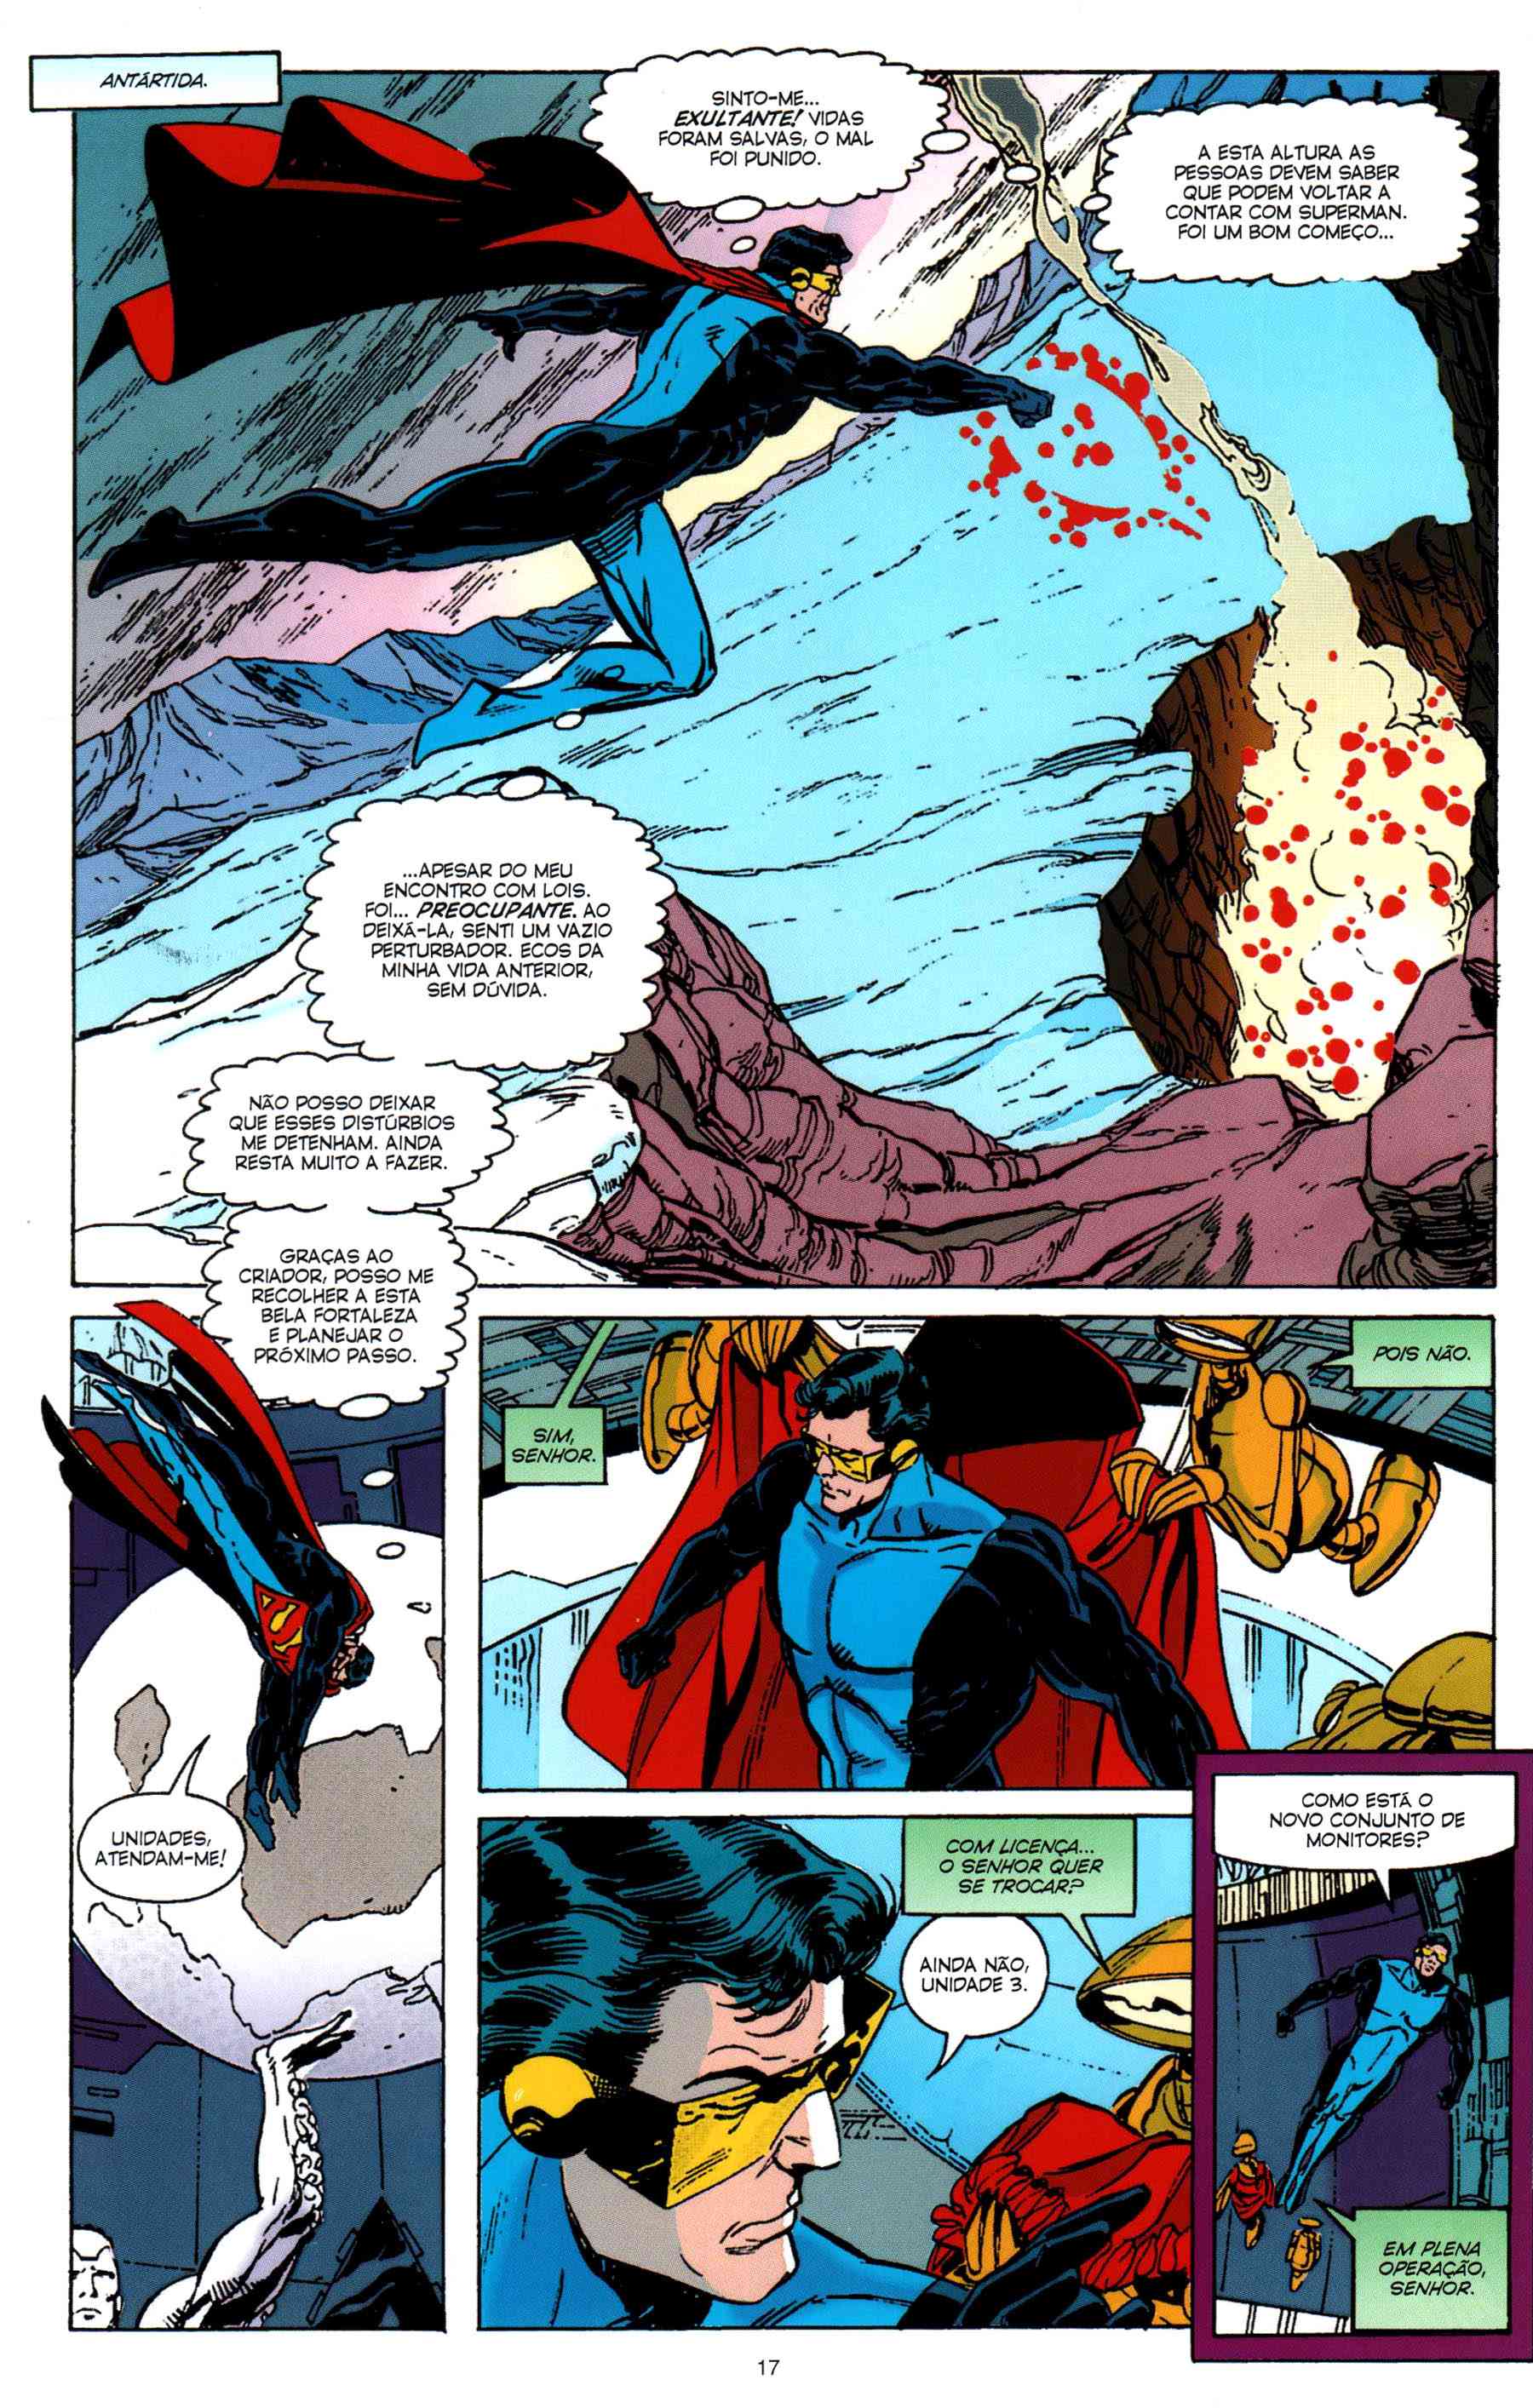 ANTÁRTIDA.
SINTO-ME...
EXULTANTE! VIDAS
FORAM SALVAS, O MAL
FOI PUNIDO.
A ESTA ALTURA AS
PESSOAS DEVEM SABER
QUE PODEM VOLTAR A
CONTAR COM SUPERMAN.
FOI UM BOM COMEÇO...
...APESAR DO MEU
ENCONTRO COM LOIS.
FOI... PREOCUPANTE. AO
DEIXÁ-LA, SENTI UM VAZIO
PERTURBADOR. ECOS DA
MINHA VIDA ANTERIOR,
SEM DÚVIDA.
NÃO POSSO DEIXAR
QUE ESSES DISTÚRBIOS
ME DETENHAM. AINDA
RESTA MUITO A FAZER.
GRAÇAS AO
CRIADOR, POSSO ME
RECOLHER A ESTA
BELA FORTALEZA
E PLANEJAR O
PRÓXIMO PASSO.
UNIDADES,
ATENDAM-ME!
SIM,
SENHOR.
POIS NÃO.
COM LICENÇA...
O SENHOR QUER
SE TROCAR?
AINDA NÃO,
UNIDADE 3.
COMO ESTÁ O
NOVO CONJUNTO DE
MONITORES?
EM PLENA
OPERAÇÃO,
SENHOR.
17